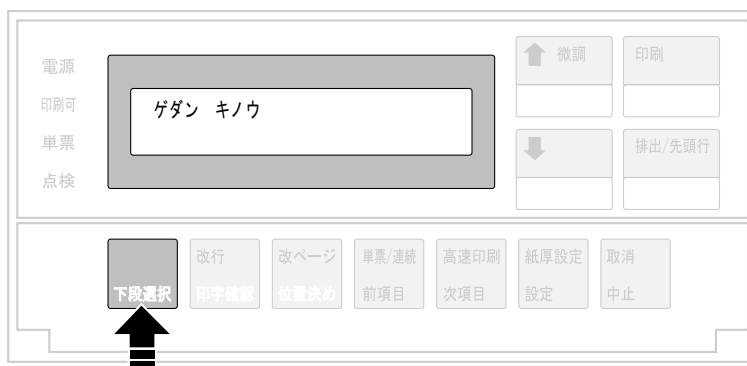 電源
印刷可
単票
点検
ゲダン キノウ
微調
印刷
排出/先頭行
下段選択
改行
印字確認
改ページ
位置決め
単票/連続
前項目
高速印刷
次項目
紙厚設定
設定
取消
中止